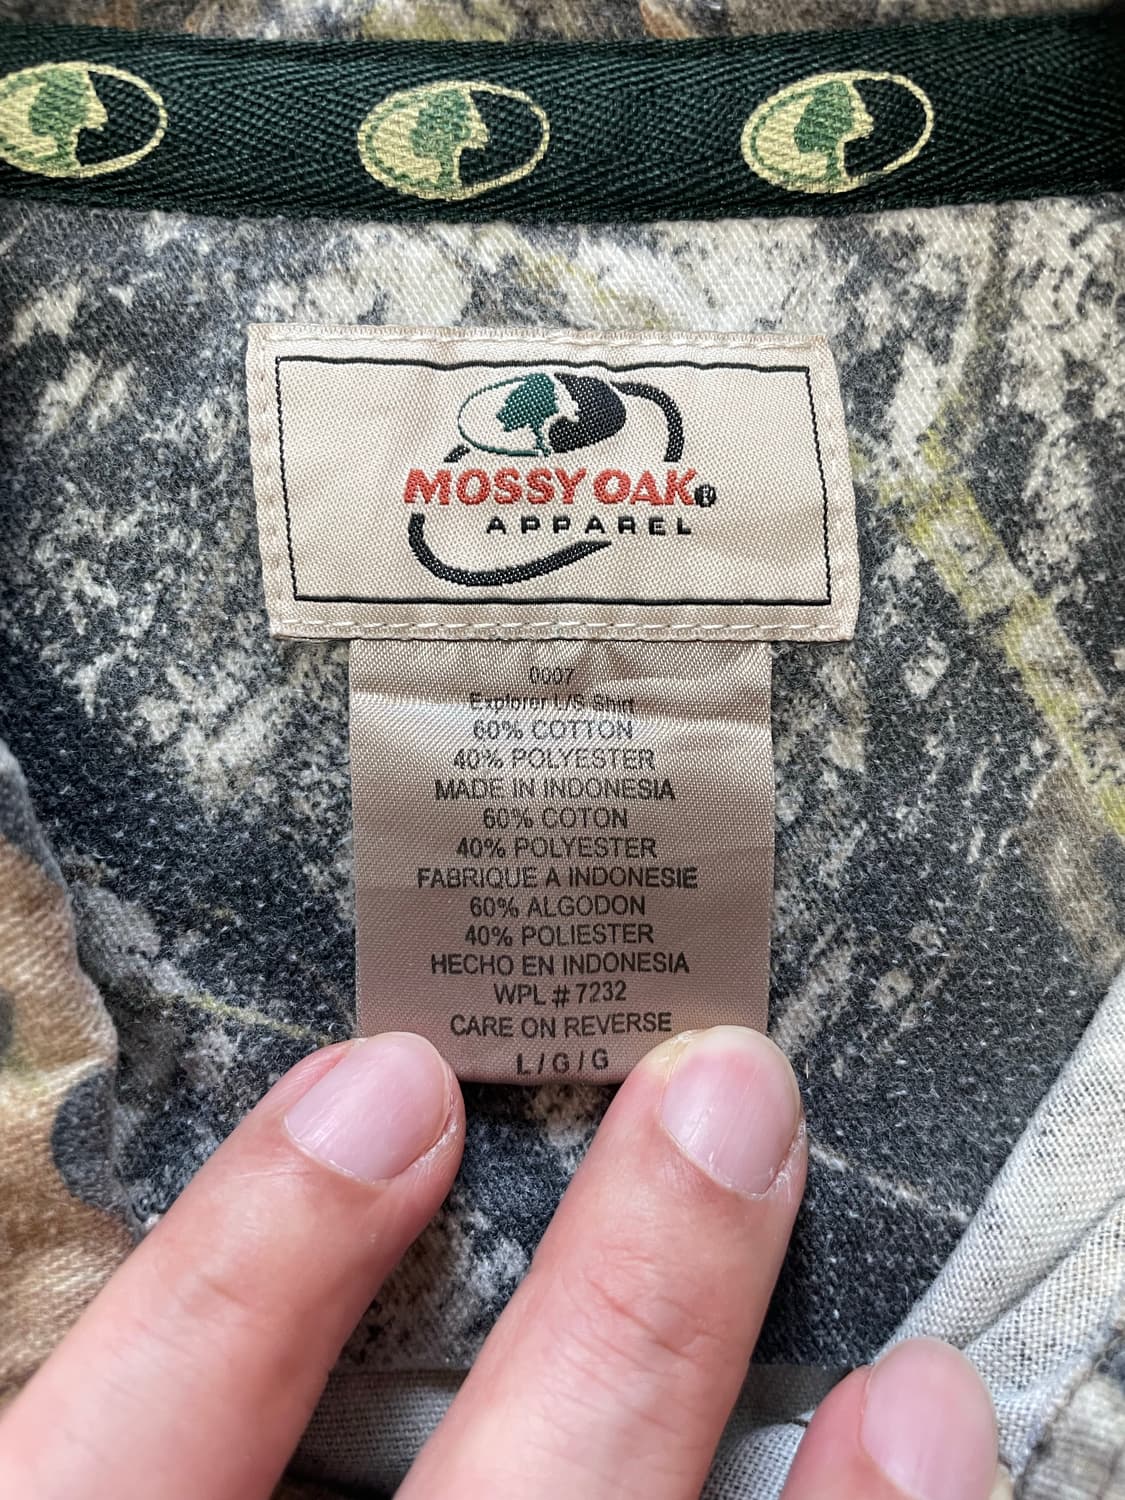 MOSSY OAK®
APPAREL
0007
Explorer L/S Shirt
60% COTTON
40% POLYESTER
MADE IN INDONESIA
60% COTON
40% POLYESTER
FABRIQUE A INDONESIE
60% ALGODON
40% POLIESTER
HECHO EN INDONESIA
WPL # 7232
CARE ON REVERSE
L / G / G